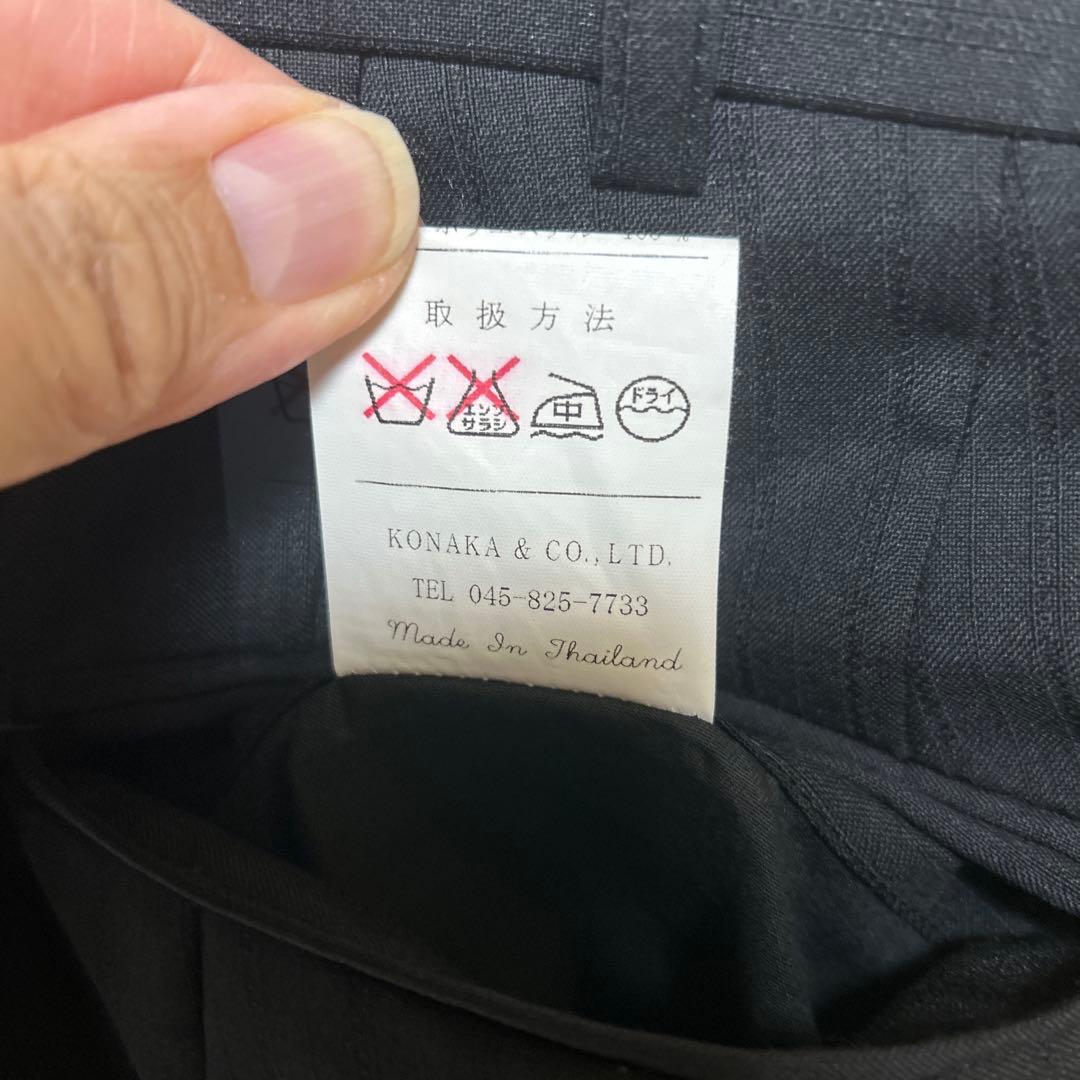 100 %
取扱方法
エンソ
サラシ
中
ドライ
KONAKA & CO., LTD.
TEL 045-825-7733
Made In Thailand